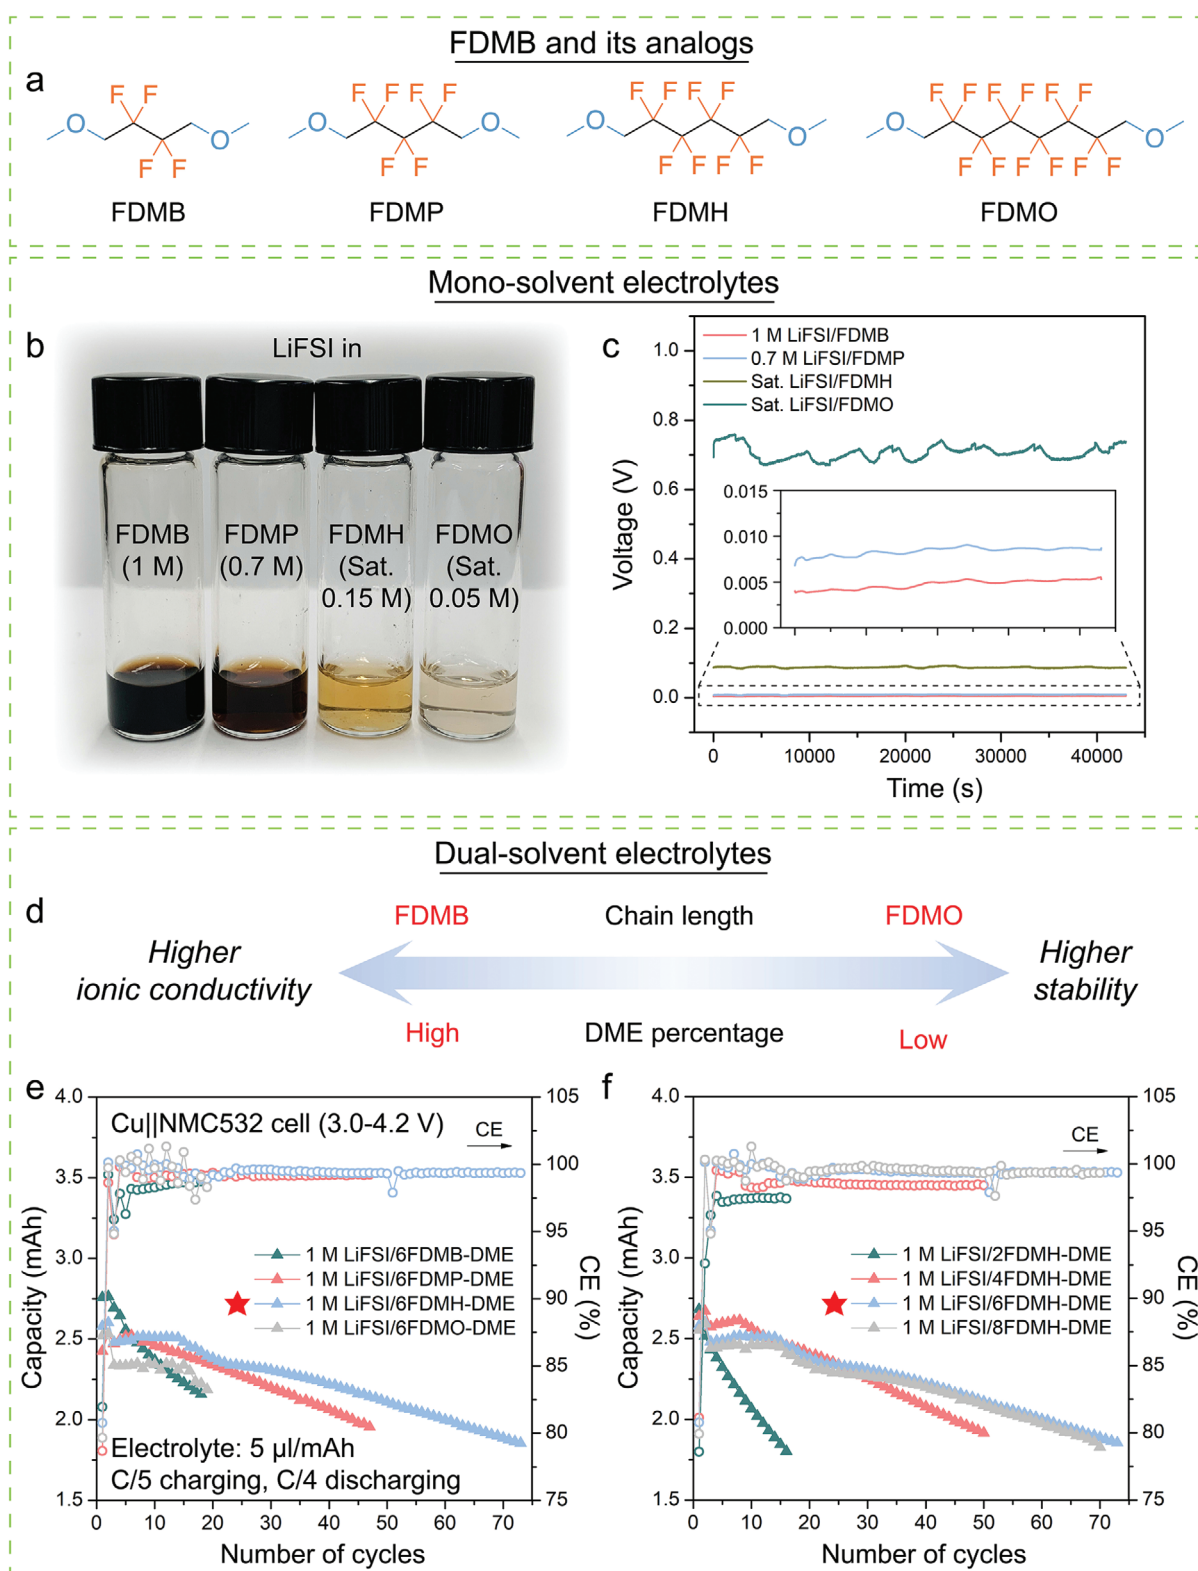 FDMB and its analogs
a
F F
F F F F
F F F F
F F F F F F
O
O
O
O
O
O
O
O
F F
F F
F F F F
F F F F F F
FDMB
FDMP
FDMH
FDMO
Mono-solvent electrolytes
b
LiFSI in
FDMB
(1 M)
FDMP
(0.7 M)
FDMH
(Sat.
0.15 M)
FDMO
(Sat.
0.05 M)
c
1 M LiFSI/FDMB
0.7 M LiFSI/FDMP
Sat. LiFSI/FDMH
Sat. LiFSI/FDMO
1.0
0.8
0.6
0.4
0.2
0.0
Voltage (V)
0.015
0.010
0.005
0.000
0 10000 20000 30000 40000
Time (s)
Dual-solvent electrolytes
d
FDMB Chain length FDMO
Higher
ionic conductivity
Higher
stability
High DME percentage Low
e
Cu||NMC532 cell (3.0-4.2 V)
CE
1 M LiFSI/6FDMB-DME
1 M LiFSI/6FDMP-DME
1 M LiFSI/6FDMH-DME
1 M LiFSI/6FDMO-DME
Electrolyte: 5 µl/mAh
C/5 charging, C/4 discharging
4.0
3.5
3.0
2.5
2.0
1.5
Capacity (mAh)
105
100
95
90
85
80
75
CE (%)
0 10 20 30 40 50 60 70
Number of cycles
f
CE
1 M LiFSI/2FDMH-DME
1 M LiFSI/4FDMH-DME
1 M LiFSI/6FDMH-DME
1 M LiFSI/8FDMH-DME
4.0
3.5
3.0
2.5
2.0
1.5
Capacity (mAh)
105
100
95
90
85
80
75
CE (%)
0 10 20 30 40 50 60 70
Number of cycles